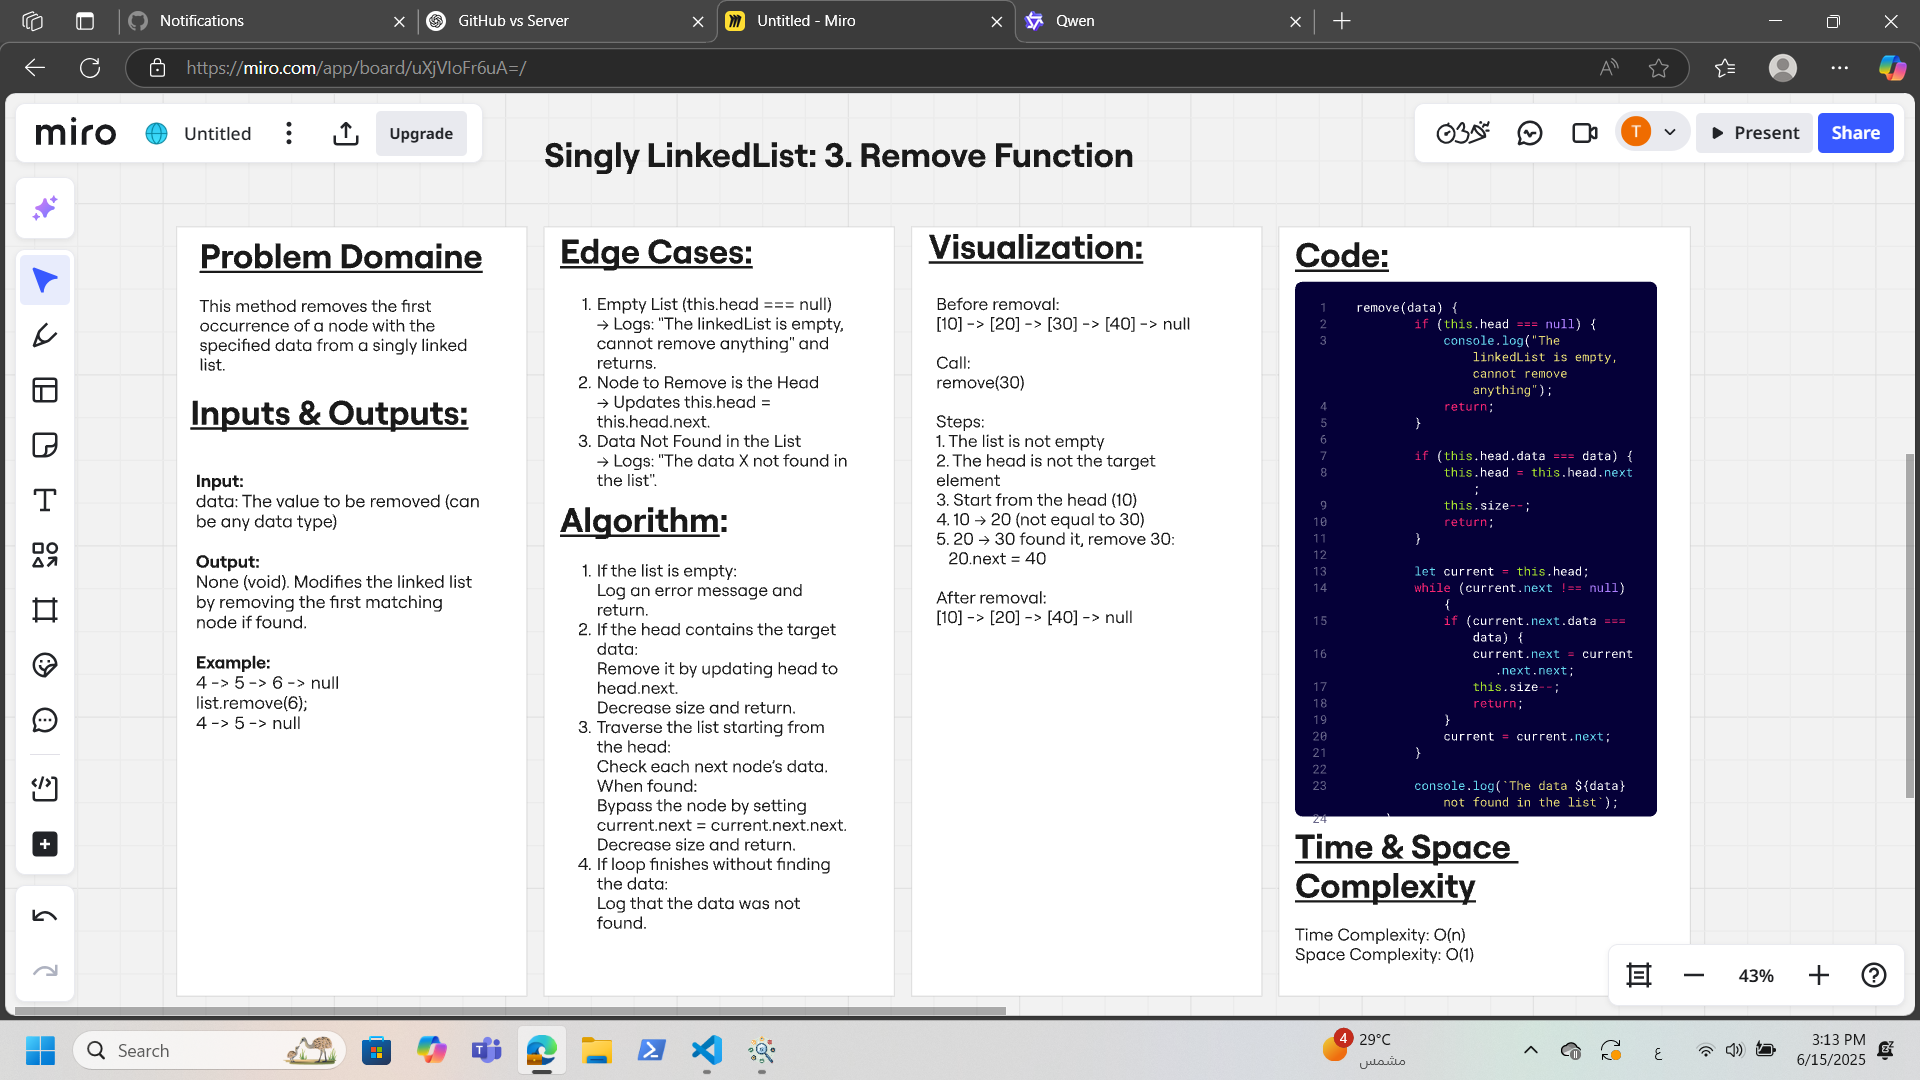 Notifications
GitHub vs Server
Untitled - Miro
Qwen
https://miro.com/app/board/uXjVIoFr6uA=/
miro
Untitled
Upgrade
Singly LinkedList: 3. Remove Function
T
Present
Share
Problem Domaine
This method removes the first
occurrence of a node with the
specified data from a singly linked
list.
Inputs & Outputs:
Input:
data: The value to be removed (can
be any data type)
Output:
None (void). Modifies the linked list
by removing the first matching
node if found.
Example:
4 -> 5 -> 6 -> null
list.remove(6);
4 -> 5 -> null
Edge Cases:
1. Empty List (this.head === null)
→ Logs: "The linkedList is empty,
cannot remove anything" and
returns.
2. Node to Remove is the Head
→ Updates this.head =
this.head.next.
3. Data Not Found in the List
→ Logs: "The data X not found in
the list".
Algorithm:
1. If the list is empty:
Log an error message and
return.
2. If the head contains the target
data:
Remove it by updating head to
head.next.
Decrease size and return.
3. Traverse the list starting from
the head:
Check each next node's data.
When found:
Bypass the node by setting
current.next = current.next.next.
Decrease size and return.
4. If loop finishes without finding
the data:
Log that the data was not
found.
Visualization:
Before removal:
[10] -> [20] -> [30] -> [40] -> null
Call:
remove(30)
Steps:
1. The list is not empty
2. The head is not the target
element
3. Start from the head (10)
4. 10 → 20 (not equal to 30)
5. 20 → 30 found it, remove 30:
20.next = 40
After removal:
[10] -> [20] -> [40] -> null
Code:
1 remove(data) {
2 if (this.head === null) {
3 console.log("The
linkedList is empty,
cannot remove
anything");
4 return;
5 }
6
7 if (this.head.data === data) {
8 this.head = this.head.next
;
9 this.size--;
10 return;
11 }
12
13 let current = this.head;
14 while (current.next !== null)
{
15 if (current.next.data ===
data) {
16 current.next = current
.next.next;
17 this.size--;
18 return;
19 }
20 current = current.next;
21 }
22
23 console.log(`The data ${data}
not found in the list`);
24
Time & Space
Complexity
Time Complexity: O(n)
Space Complexity: O(1)
43%
Search
4
29°C
مشمس
ع
3:13 PM
6/15/2025